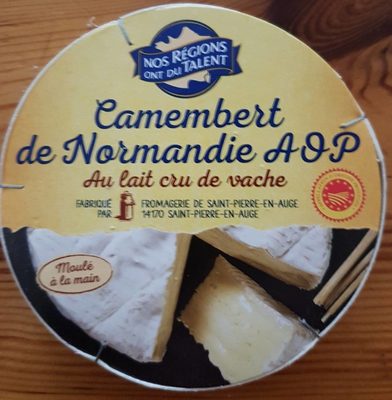 NOS RÉGIONS
ONT DU TALENT
Camembert
de Normandie AOP
Au lait cru de vache
FABRIQUÉ PAR
FROMAGERIE DE SAINT-PIERRE-EN-AUGE
14170 SAINT-PIERRE-EN-AUGE
Moulé
à la main